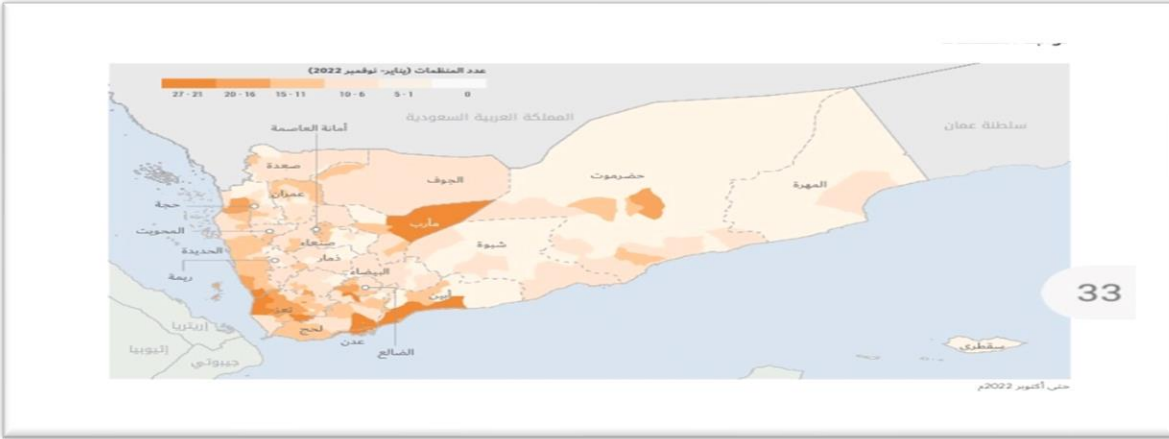 عدد المنظمات (يناير- نوفمبر 2022)
27 - 21
20 - 16
15 - 11
10 - 6
5 - 1
0
المملكة العربية السعودية
سلطنة عمان
أمانة العاصمة
صعدة
الجوف
حضرموت
المهرة
عمران
حجة
مأرب
المحويت
صنعاء
شبوة
الحديدة
ذمار
ريمة
البيضاء
أبين
تعز
لحج
عدن
الضالع
إريتريا
إثيوبيا
جيبوتي
سقطرى
33
حتى أكتوبر 2022م